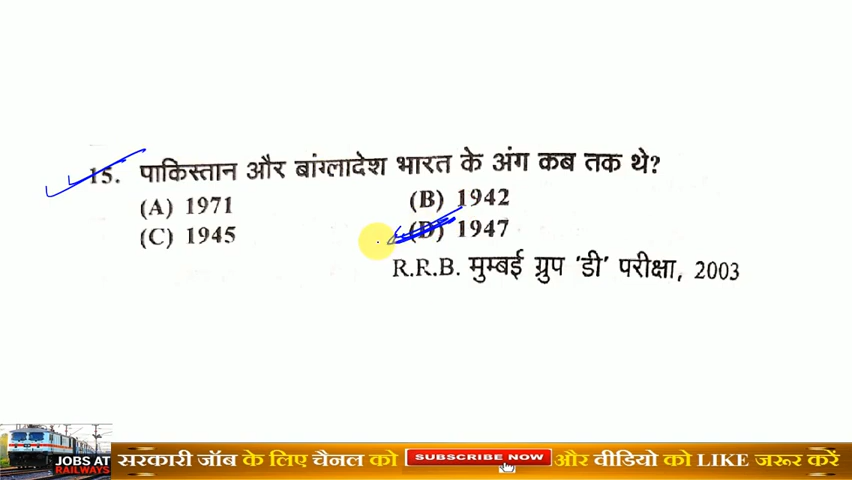 15. पाकिस्तान और बांग्लादेश भारत के अंग कब तक थे?
(A) 1971 (B) 1942
(C) 1945 (D) 1947
R.R.B. मुम्बई ग्रुप 'डी' परीक्षा, 2003
JOBS AT
RAILWAYS
सरकारी जॉब के लिए चैनल को SUBSCRIBE NOW और वीडियो को LIKE जरूर करें